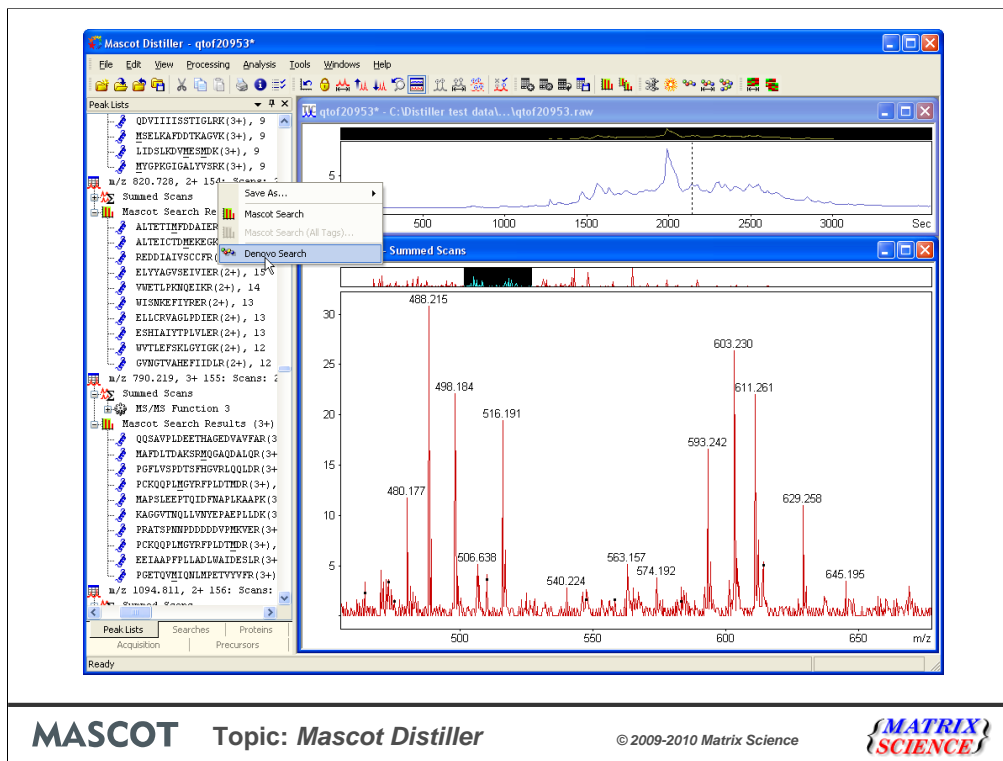 Mascot Distiller - qtof20953*
File Edit View Processing Analysis Tools Windows Help
Peak Lists
QDVIIIISSTIGLRK(3+), 9
MSELKAFDDTKAGVK(3+), 9
LIDSLKDVMESMDK(3+), 9
MYGPKGIGALYVSRK(3+), 9
m/z 820.728, 2+ 154: Scans: 2
Summed Scans
Mascot Search Re
ALTETIMFDDAIER
ALTEICTDMEKEGK
REDDIAIVSCCFR(
ELYYAGVSEIVIER(2+), 15
VWETLPKNQEIKR(2+), 14
WISNKEFIYRER(2+), 13
ELLCRVAGLPDIER(2+), 13
ESHIAIYTPLVLER(2+), 13
WVTLEFSKLGYIGK(2+), 12
GVNGTVAHEFIIDLR(2+), 12
m/z 790.219, 3+ 155: Scans: 2
Summed Scans
MS/MS Function 3
Mascot Search Results (3+)
QQSAVPLDEETHAGEDVAVFAR(3
MAFDLTDAKSRMQGAQDALQR(3+
PGFLVSPDTSFHGVRLQQLDR(3+
PCKQQPLMGYRFPLDTMDR(3+),
MAPSLEEPTQIDFNAPLKAAPK(3
KAGGVTNQLLVNYEPAEPLLDK(3
PRATSPNNPDDDDDVPMKVER(3+
PCKQQPLMGYRFPLDTMDR(3+),
EEIAAPFPLLADLWAIDESLR(3+
PGETQVMIQNLMPETVYVFR(3+)
m/z 1094.811, 2+ 156: Scans:
Summed Scans
Peak Lists Searches Proteins
Acquisition Precursors
Ready
Save As...
Mascot Search
Mascot Search (All Tags)...
Denovo Search
qtof20953* - C:\Distiller test data\...\qtof20953.raw
5
500 1000 1500 2000 2500 3000 Sec
- Summed Scans
30
25
20
15
10
5
488.215
603.230
498.184
611.261
516.191
593.242
480.177
629.258
506.638
563.157
574.192
540.224
645.195
500 550 600 650 m/z
MASCOT
Topic: Mascot Distiller
© 2009-2010 Matrix Science
{MATRIX}
{SCIENCE}